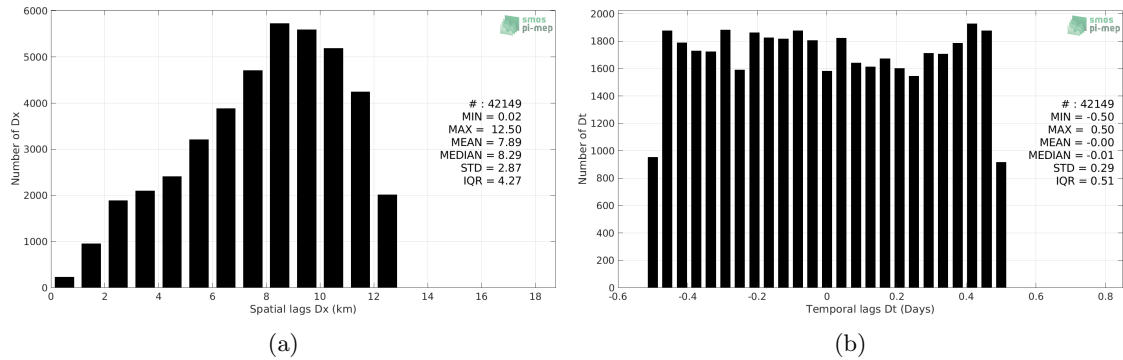 6000
5000
4000
3000
2000
1000
0
Number of Dx
0 2 4 6 8 10 12 14 16 18
Spatial lags Dx (km)
smos
pi-mep
# : 42149
MIN = 0.02
MAX = 12.50
MEAN = 7.89
MEDIAN = 8.29
STD = 2.87
IQR = 4.27
(a)
2000
1800
1600
1400
1200
1000
800
600
400
200
0
Number of Dt
-0.6 -0.4 -0.2 0 0.2 0.4 0.6 0.8
Temporal lags Dt (Days)
smos
pi-mep
# : 42149
MIN = -0.50
MAX = 0.50
MEAN = -0.00
MEDIAN = -0.01
STD = 0.29
IQR = 0.51
(b)